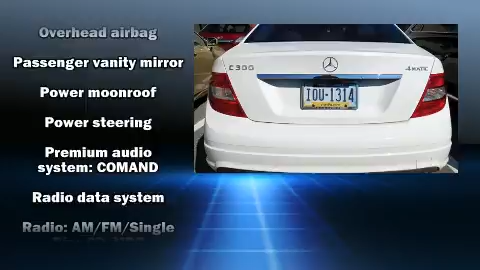 Overhead airbag
Passenger vanity mirror
Power moonroof
Power steering
Premium audio
system: COMAND
Radio data system
Radio: AM/FM/Single
C 300
4MATIC
IOU-1314